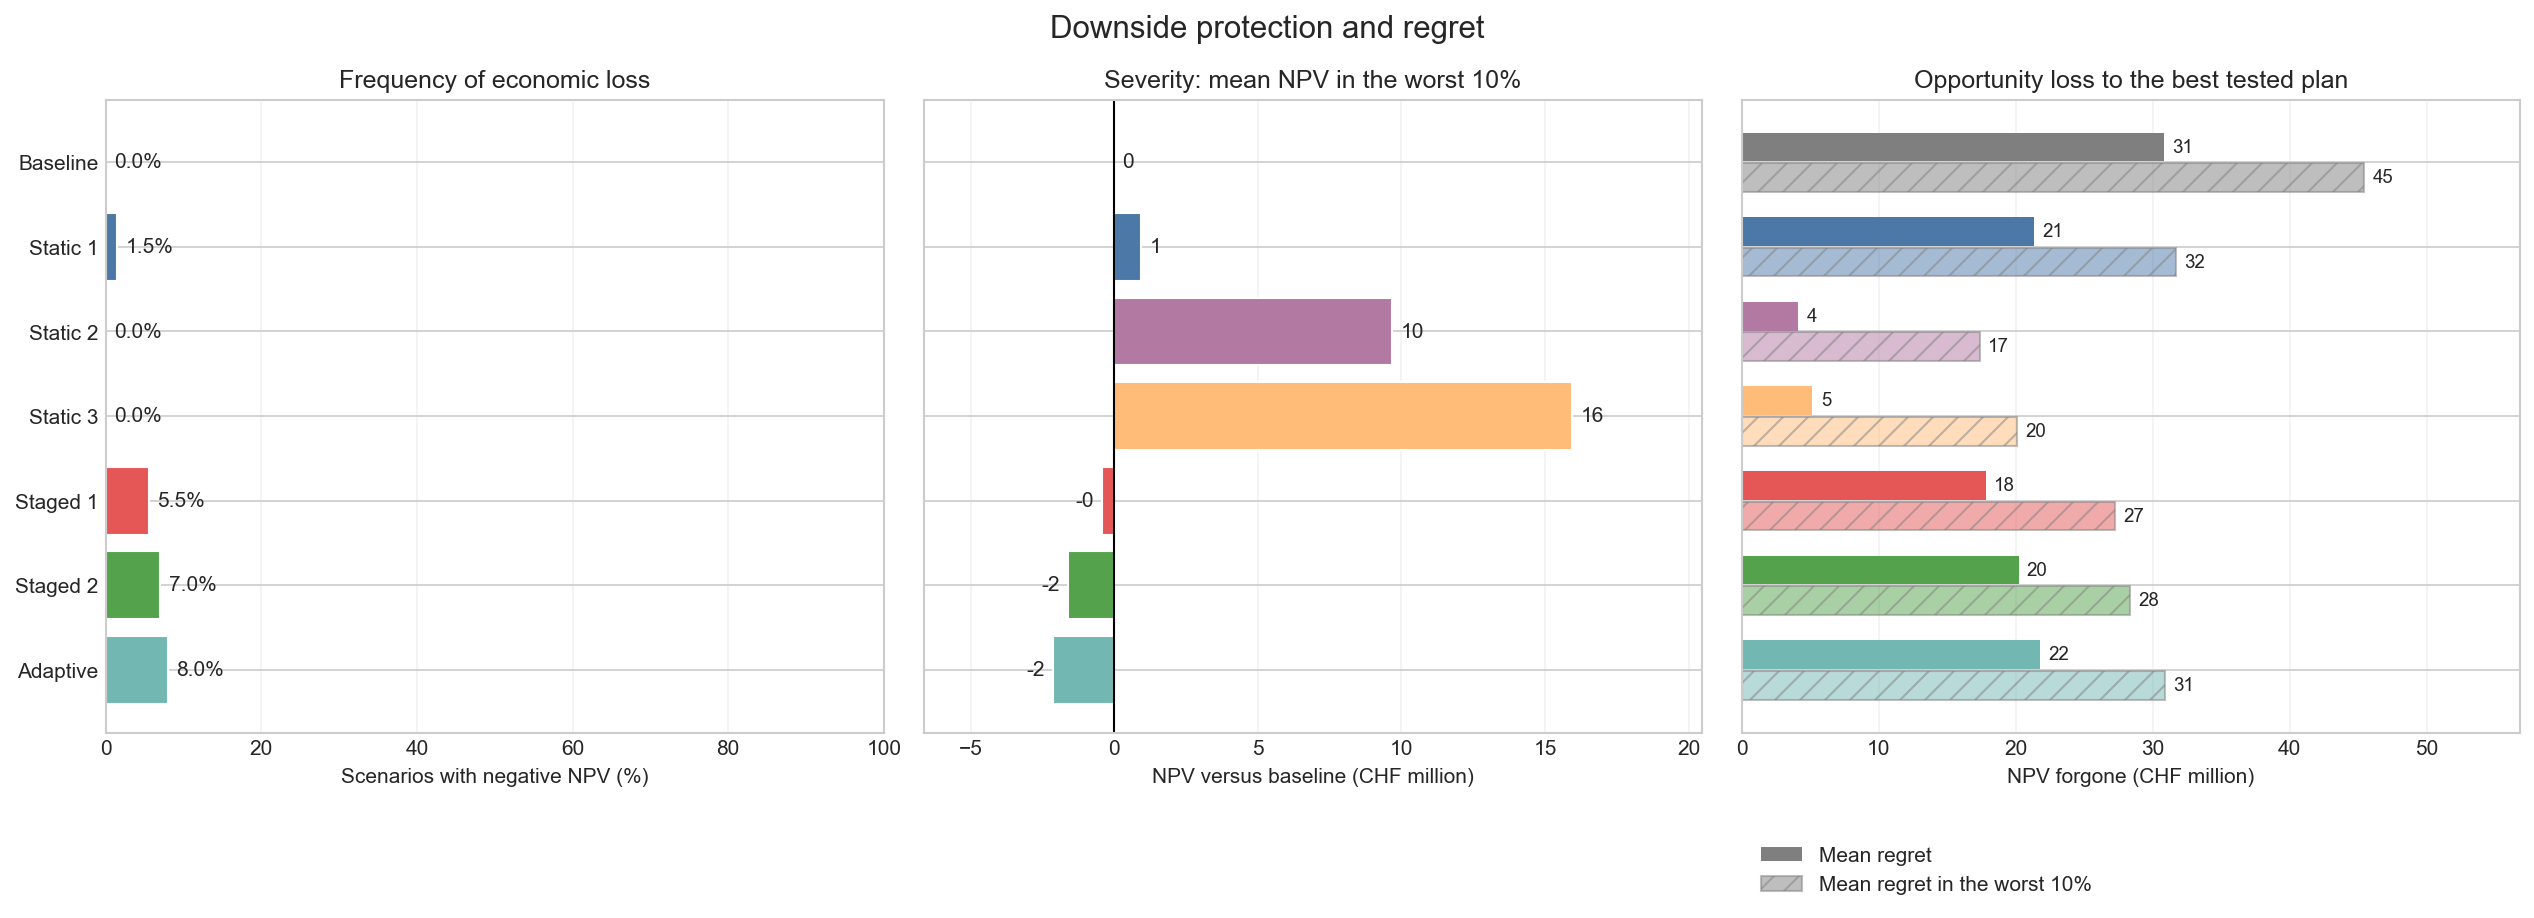 Downside protection and regret
Frequency of economic loss
Baseline
0.0%
Static 1
1.5%
Static 2
0.0%
Static 3
0.0%
Staged 1
5.5%
Staged 2
7.0%
Adaptive
8.0%
0 20 40 60 80 100
Scenarios with negative NPV (%)
Severity: mean NPV in the worst 10%
0
1
10
16
-0
-2
-2
−5 0 5 10 15 20
NPV versus baseline (CHF million)
Opportunity loss to the best tested plan
31
45
21
32
4
17
5
20
18
27
20
28
22
31
0 10 20 30 40 50
NPV forgone (CHF million)
Mean regret
Mean regret in the worst 10%